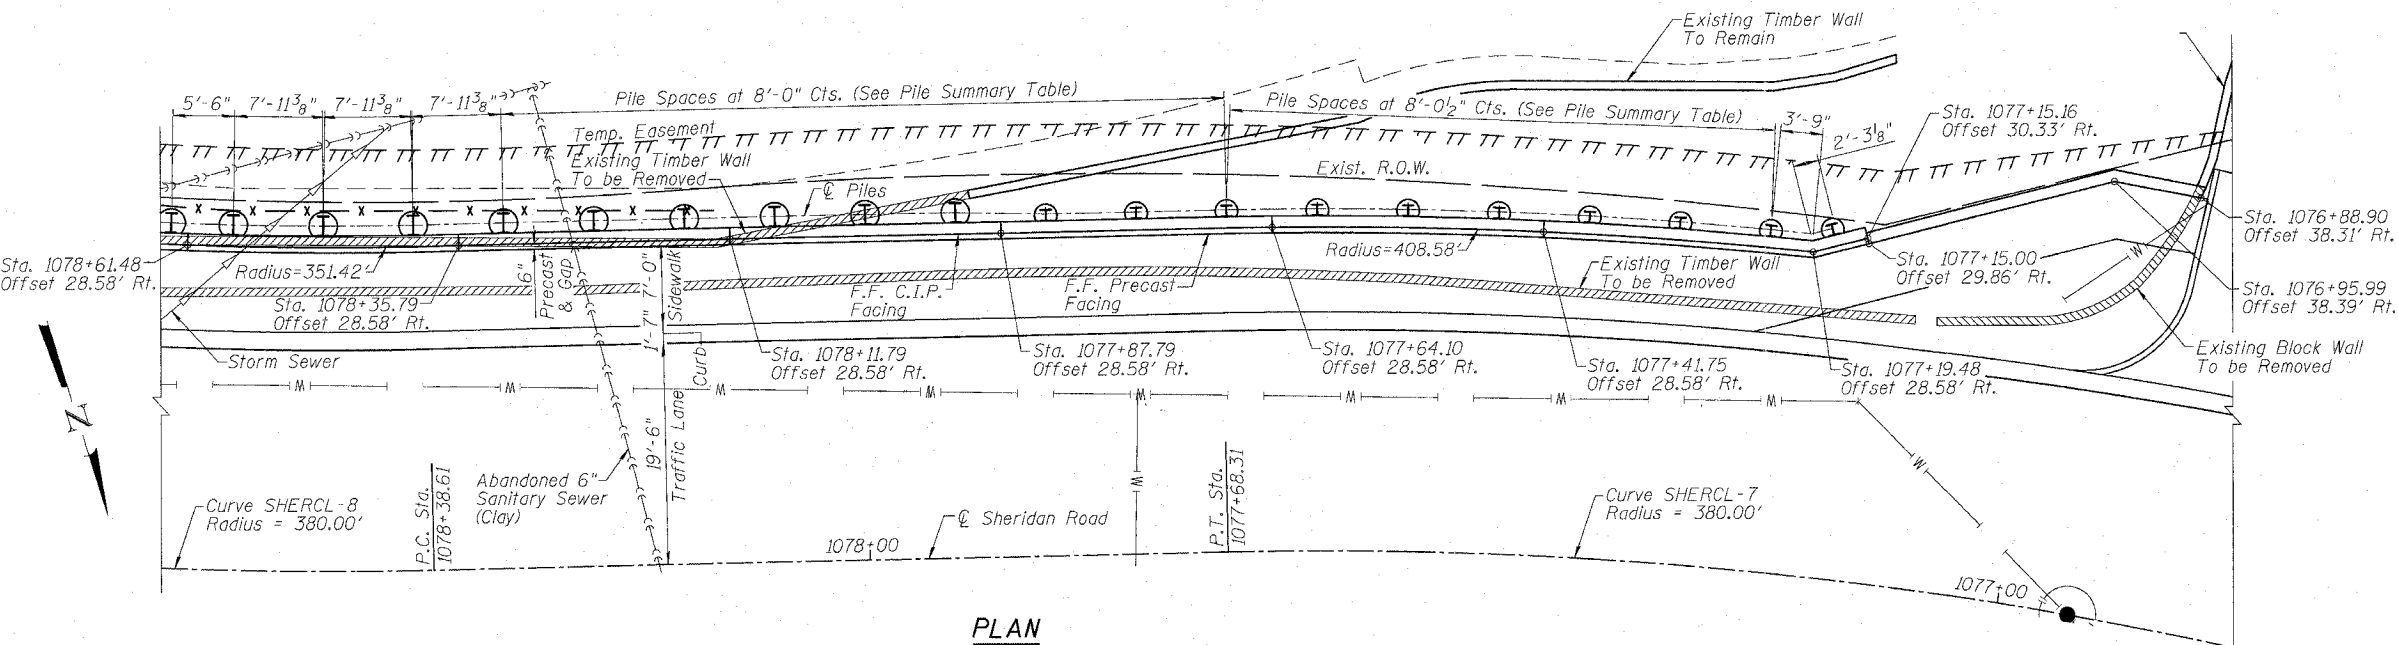 Existing Timber Wall
To Remain
5'-6"
7'-11 3/8"
7'-11 3/8"
7'-11 3/8"
Pile Spaces at 8'-0" Cts. (See Pile Summary Table)
Pile Spaces at 8'-0 1/2" Cts. (See Pile Summary Table)
3'-9"
2'-3 1/8"
Sta. 1077+15.16
Offset 30.33' Rt.
Temp. Easement
Existing Timber Wall
To be Removed
℄ Piles
Exist. R.O.W.
x x x x x x x x x x
Sta. 1076+88.90
Offset 38.31' Rt.
Sta. 1078+61.48
Offset 28.58' Rt.
Radius=351.42'
Radius=408.58'
Sta. 1077+15.00
Offset 29.86' Rt.
W
Existing Timber Wall
To be Removed
Sta. 1076+95.99
Offset 38.39' Rt.
6"
Precast
& Gap
7'-0"
Sidewalk
F.F. C.I.P.
Facing
F.F. Precast
Facing
Sta. 1078+35.79
Offset 28.58' Rt.
Storm Sewer
1'-7"
Curb
Sta. 1078+11.79
Offset 28.58' Rt.
Sta. 1077+87.79
Offset 28.58' Rt.
Sta. 1077+64.10
Offset 28.58' Rt.
Sta. 1077+41.75
Offset 28.58' Rt.
Sta. 1077+19.48
Offset 28.58' Rt.
Existing Block Wall
To be Removed
W W W W W W W W
N
19'-6"
Traffic Lane
W
W
Curve SHERCL-8
Radius = 380.00'
P.C. Sta.
1078+38.61
Abandoned 6"
Sanitary Sewer
(Clay)
℄ Sheridan Road
1078+00
P.T. Sta.
1077+68.31
Curve SHERCL-7
Radius = 380.00'
1077+00
PLAN